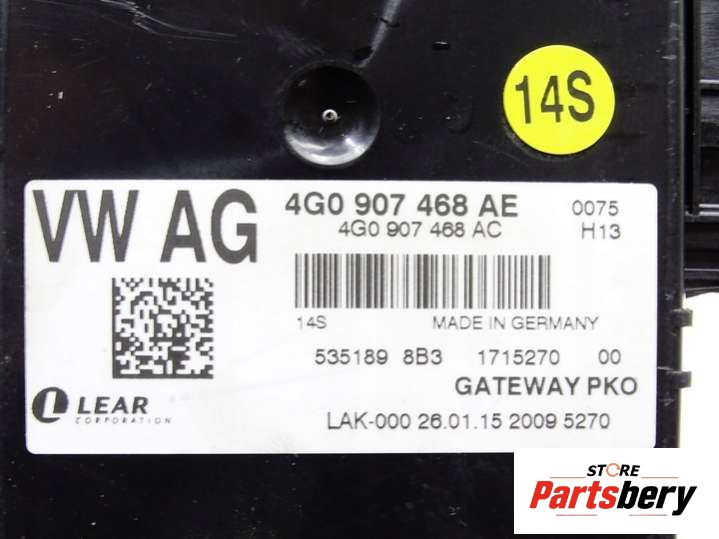 14S
VW AG
4G0 907 468 AE 0075
4G0 907 468 AC H13
14S MADE IN GERMANY
535189 8B3 1715270 00
GATEWAY PKO
LEAR
CORPORATION
LAK-000 26.01.15 2009 5270
STORE
Partsbery